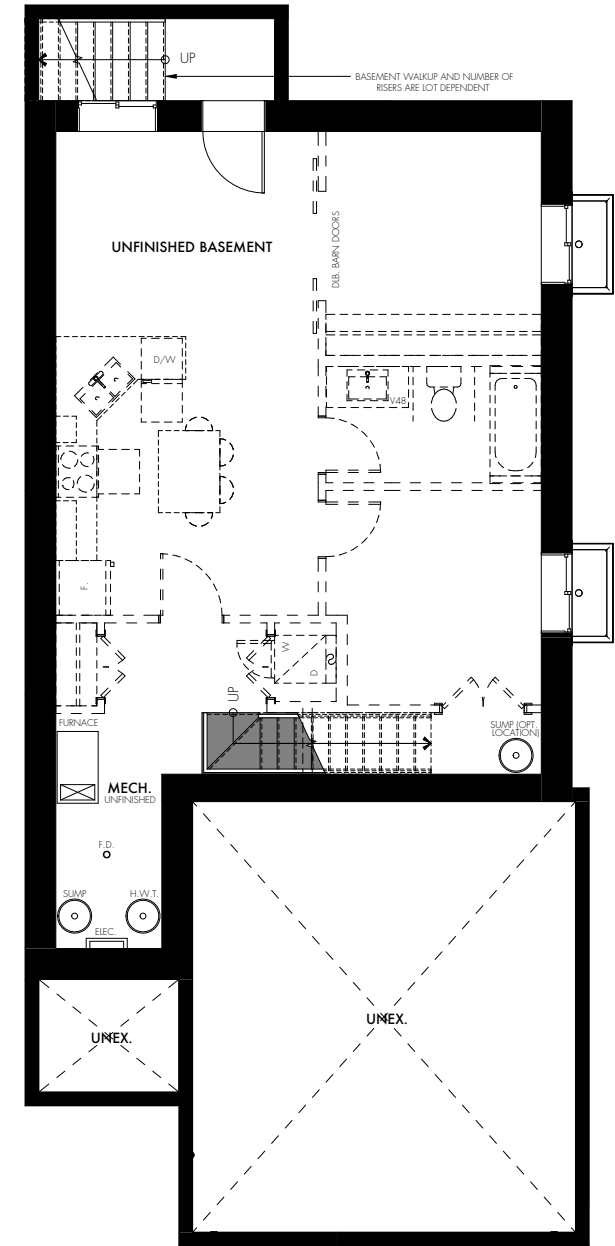 UP
BASEMENT WALKUP AND NUMBER OF
RISERS ARE LOT DEPENDENT
UNFINISHED BASEMENT
DLB. BARN DOORS
D/W
V48
F.
W
D
UP
FURNACE
SUMP (OPT.
LOCATION)
MECH.
UNFINISHED
F.D.
SUMP
H.W.T.
ELEC.
UNEX.
UNEX.